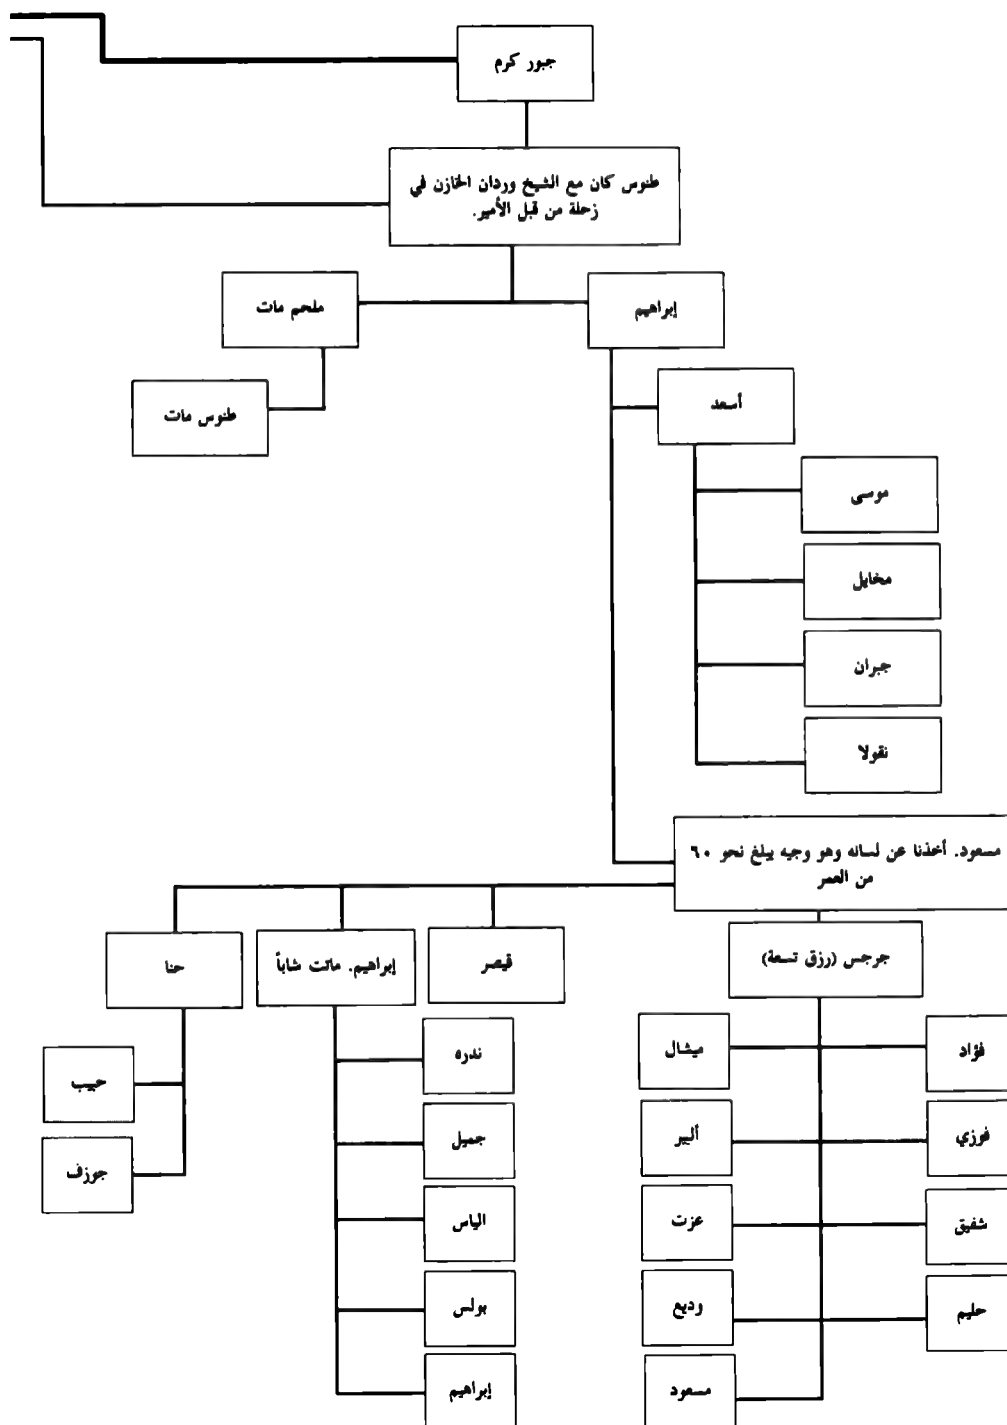 جبور كرم
طنوس كان مع الشيخ وردان الخازن في
زحلة من قبل الأمير.
إبراهيم
ملحم مات
طنوس مات
أسعد
موسى
مخايل
جبران
نقولا
مسعود. أخذنا عن لسانه وهو وجيه يبلغ نحو ٦٠
من العمر
جرجس (رزق تسعة)
قيصر
إبراهيم. ماتت شاباً
حنا
فؤاد
ميشال
فوزي
ألبير
شفيق
عزت
حليم
وديع
مسعود
ندره
جميل
الياس
بولس
إبراهيم
حبيب
جوزف